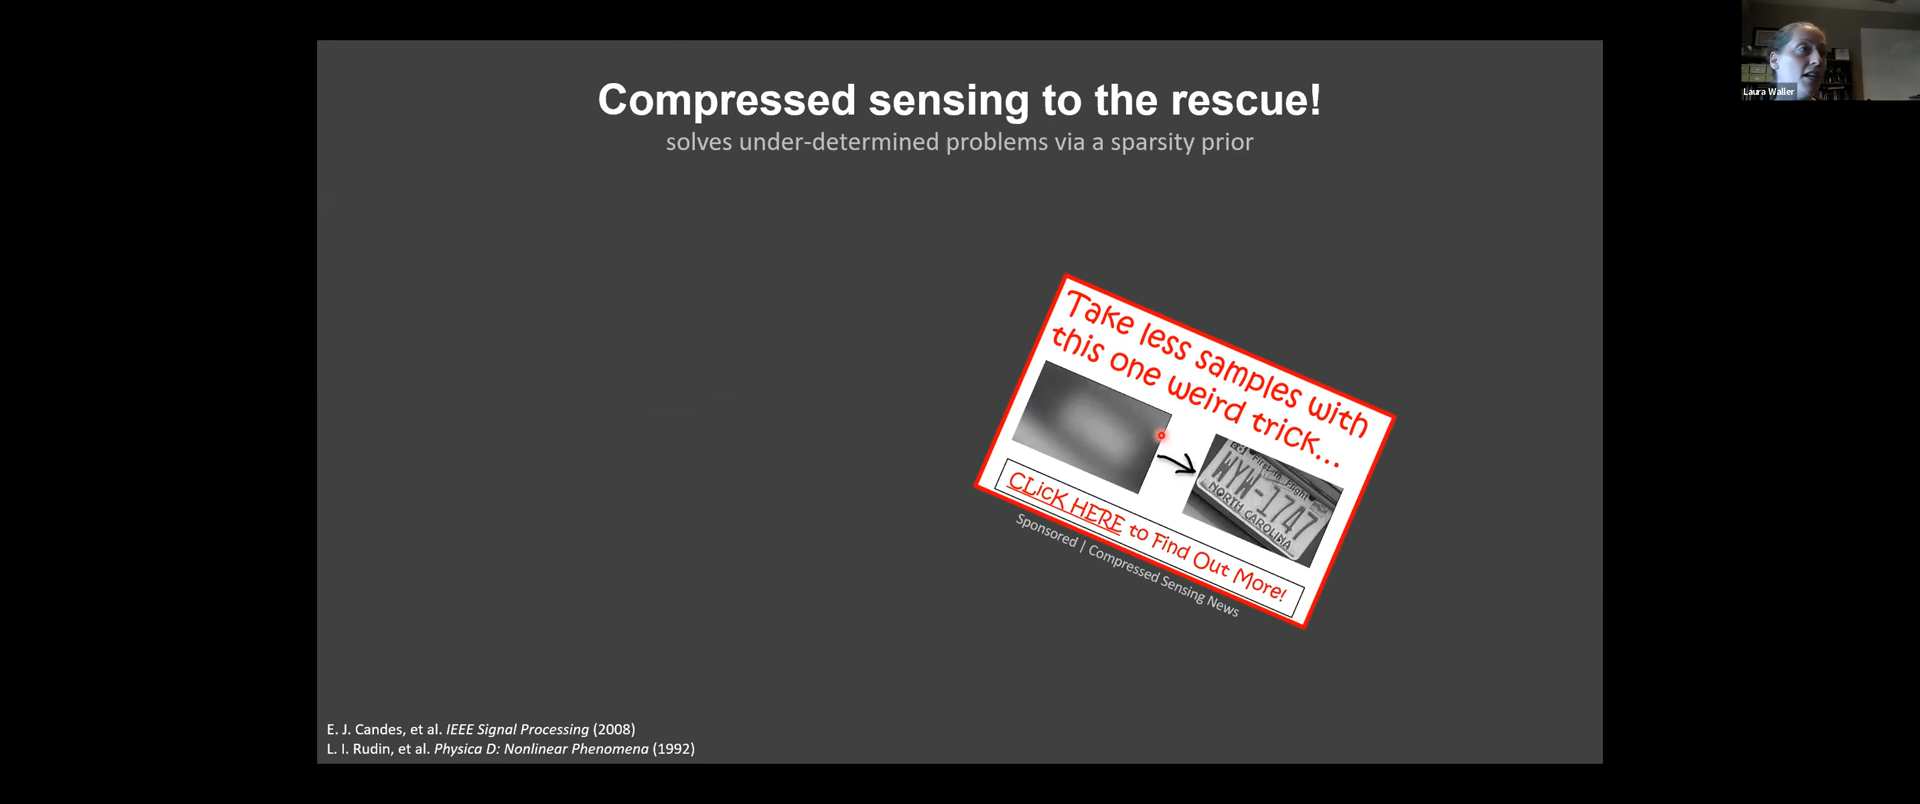 Compressed sensing to the rescue!
solves under-determined problems via a sparsity prior
Laura Waller
Take less samples with
this one weird trick...
First in Flight
WYW-1747
NORTH CAROLINA
CLicK HERE to Find Out More!
Sponsored | Compressed Sensing News
E. J. Candes, et al. IEEE Signal Processing (2008)
L. I. Rudin, et al. Physica D: Nonlinear Phenomena (1992)